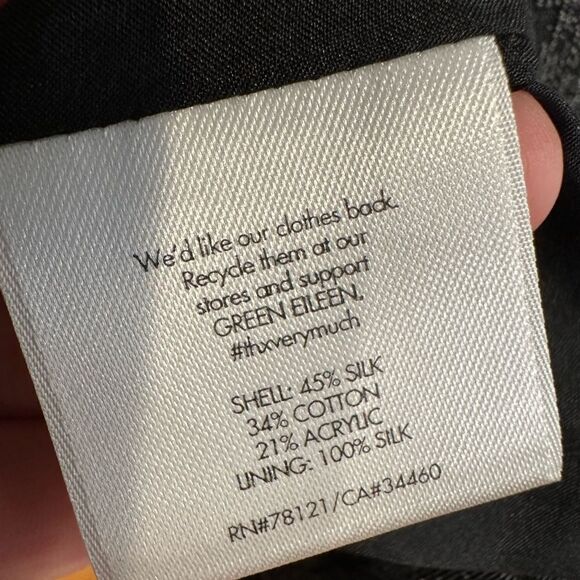 We'd like our clothes back.
Recycle them at our
stores and support
GREEN EILEEN.
#thxverymuch
SHELL: 45% SILK
34% COTTON
21% ACRYLIC
LINING: 100% SILK
RN#78121/CA#34460